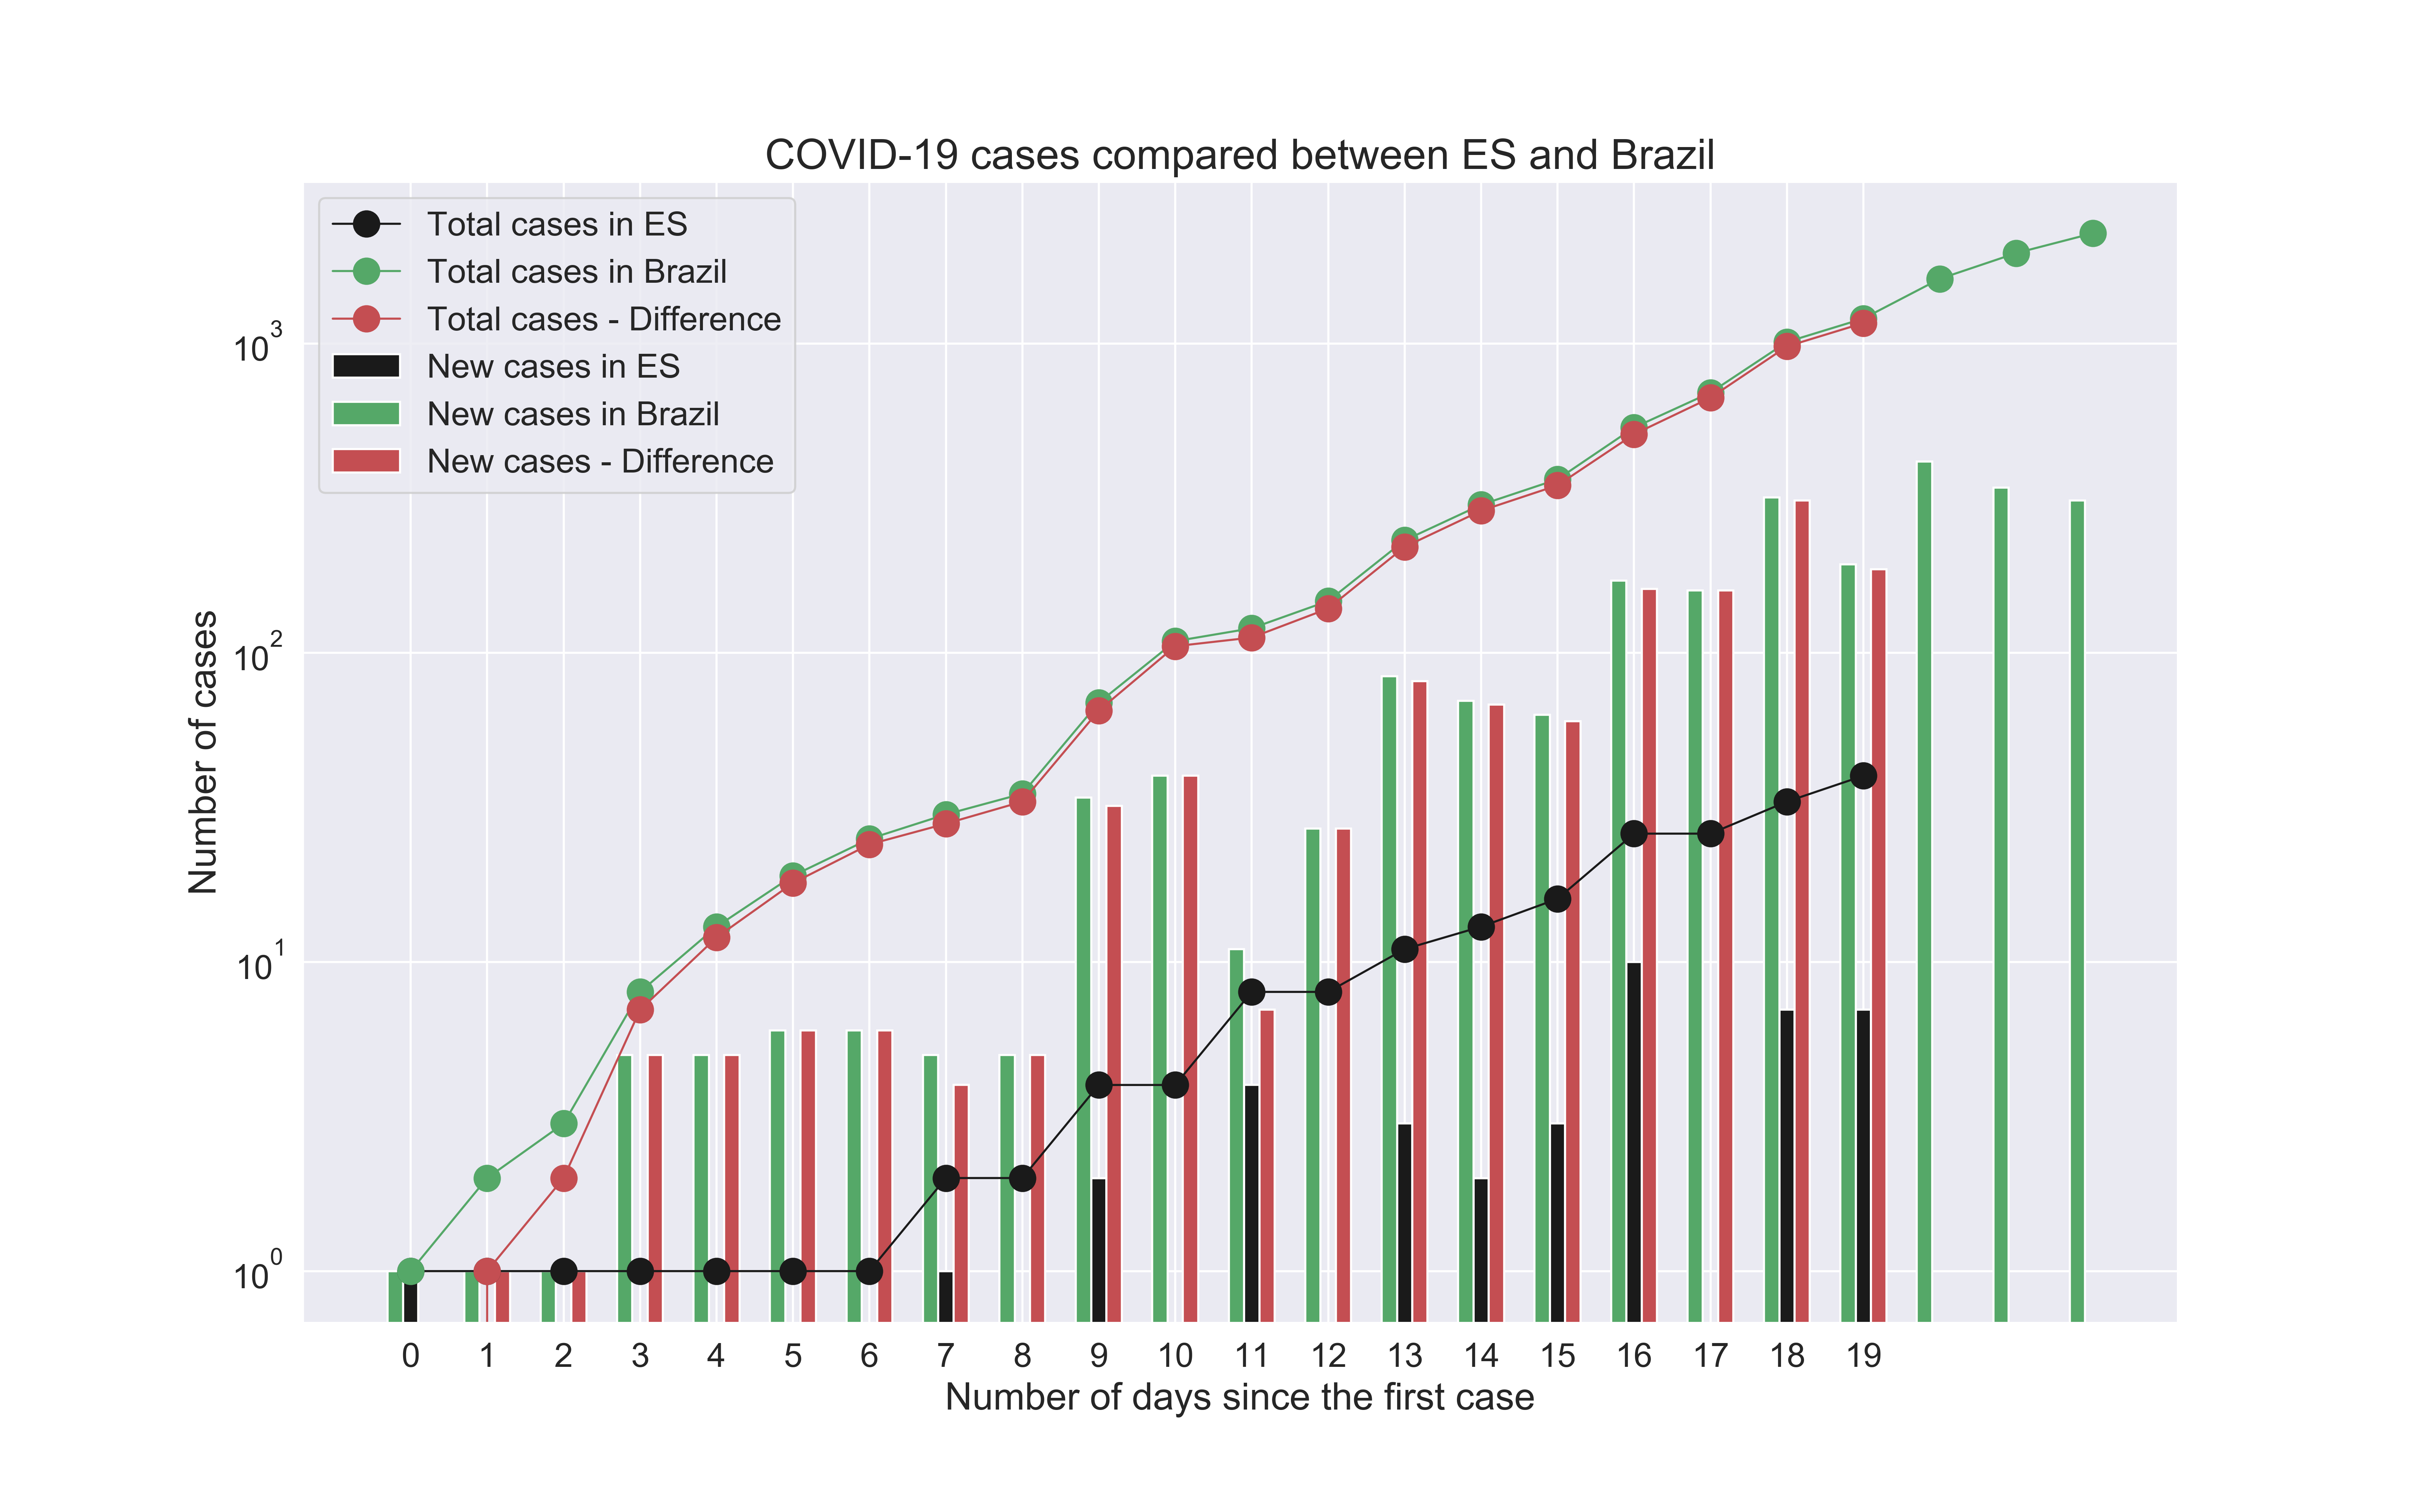 COVID-19 cases compared between ES and Brazil
Total cases in ES
Total cases in Brazil
Total cases - Difference
New cases in ES
New cases in Brazil
New cases - Difference
Number of cases
10³
10²
10¹
10⁰
0 1 2 3 4 5 6 7 8 9 10 11 12 13 14 15 16 17 18 19
Number of days since the first case